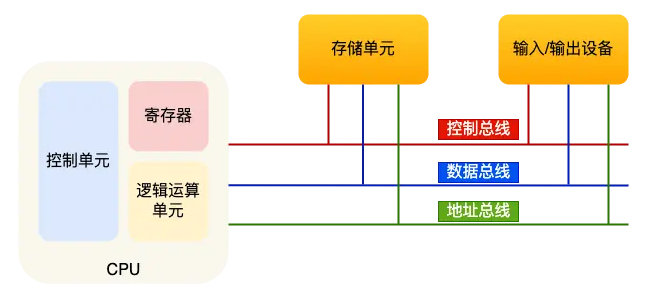 存储单元
输入/输出设备
寄存器
控制总线
控制单元
数据总线
逻辑运算
单元
地址总线
CPU